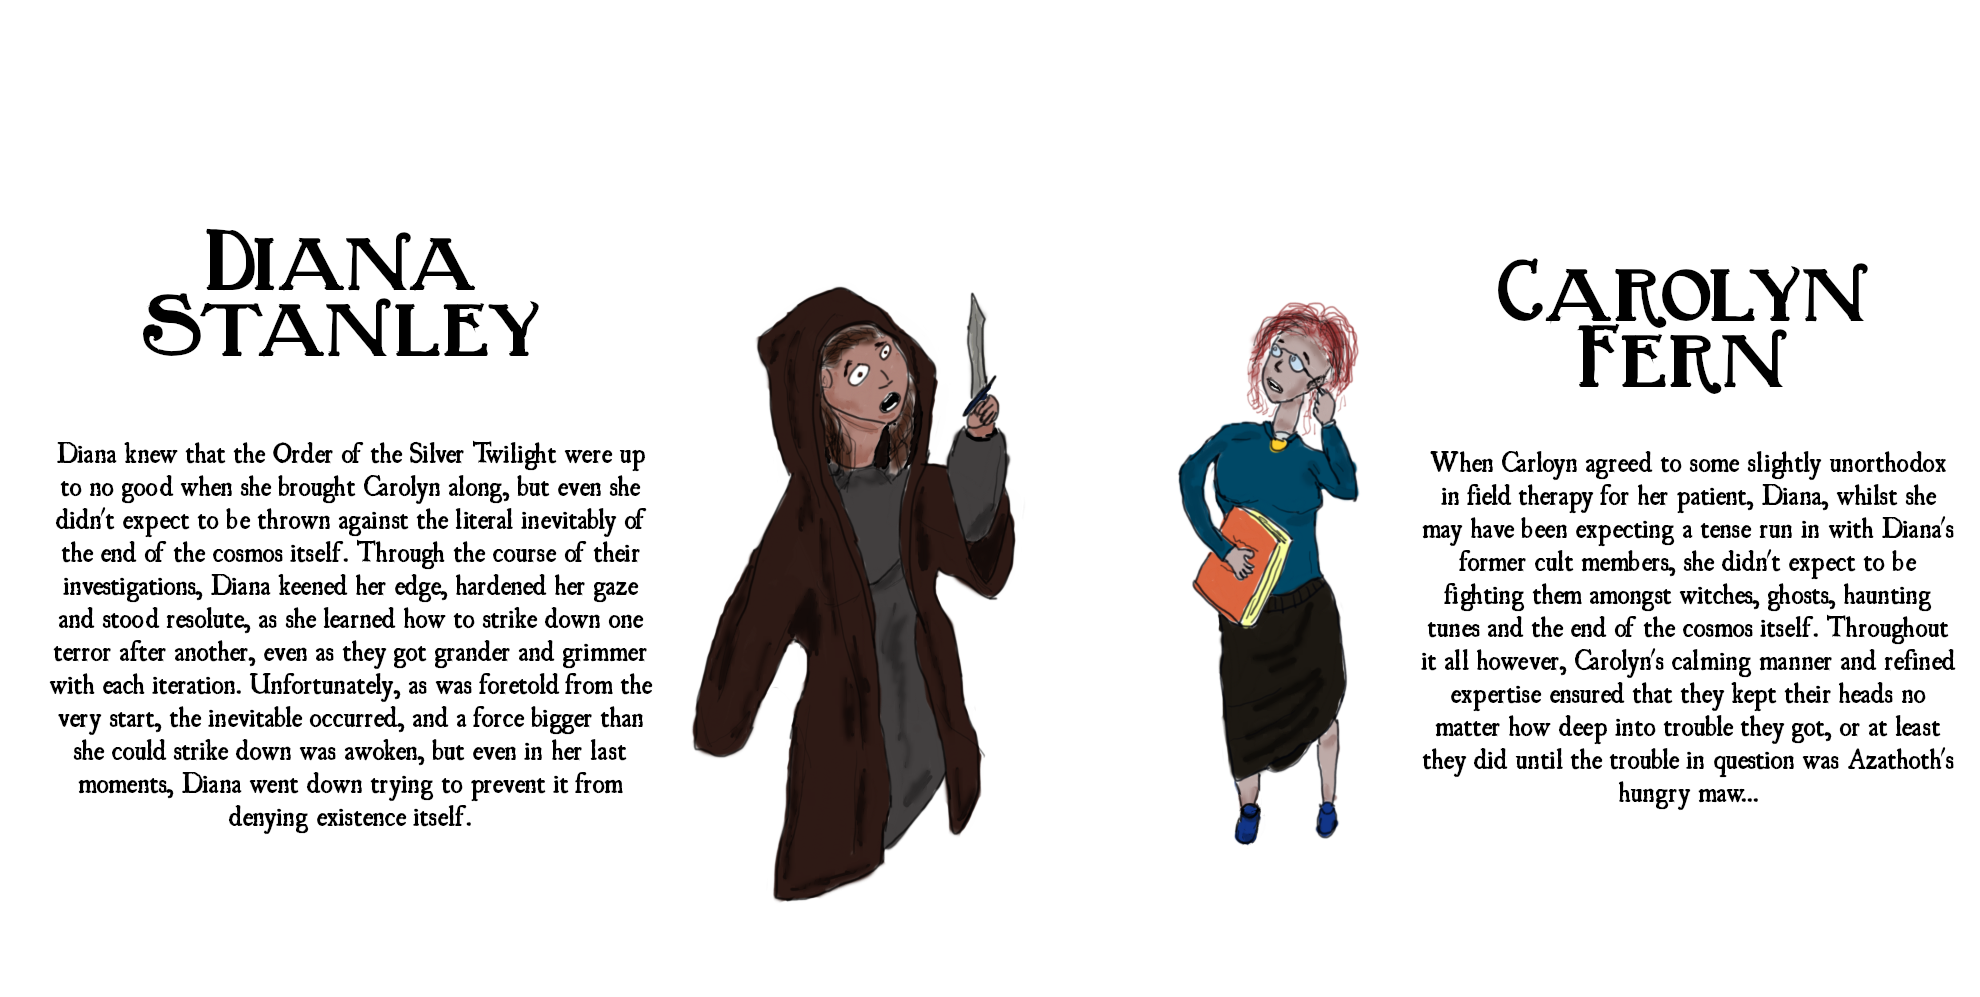 Diana
Stanley
Diana knew that the Order of the Silver Twilight were up
to no good when she brought Carolyn along, but even she
didn't expect to be thrown against the literal inevitably of
the end of the cosmos itself. Through the course of their
investigations, Diana keened her edge, hardened her gaze
and stood resolute, as she learned how to strike down one
terror after another, even as they got grander and grimmer
with each iteration. Unfortunately, as was foretold from the
very start, the inevitable occurred, and a force bigger than
she could strike down was awoken, but even in her last
moments, Diana went down trying to prevent it from
denying existence itself.
Carolyn
Fern
When Carloyn agreed to some slightly unorthodox
in field therapy for her patient, Diana, whilst she
may have been expecting a tense run in with Diana's
former cult members, she didn't expect to be
fighting them amongst witches, ghosts, haunting
tunes and the end of the cosmos itself. Throughout
it all however, Carolyn's calming manner and refined
expertise ensured that they kept their heads no
matter how deep into trouble they got, or at least
they did until the trouble in question was Azathoth's
hungry maw...